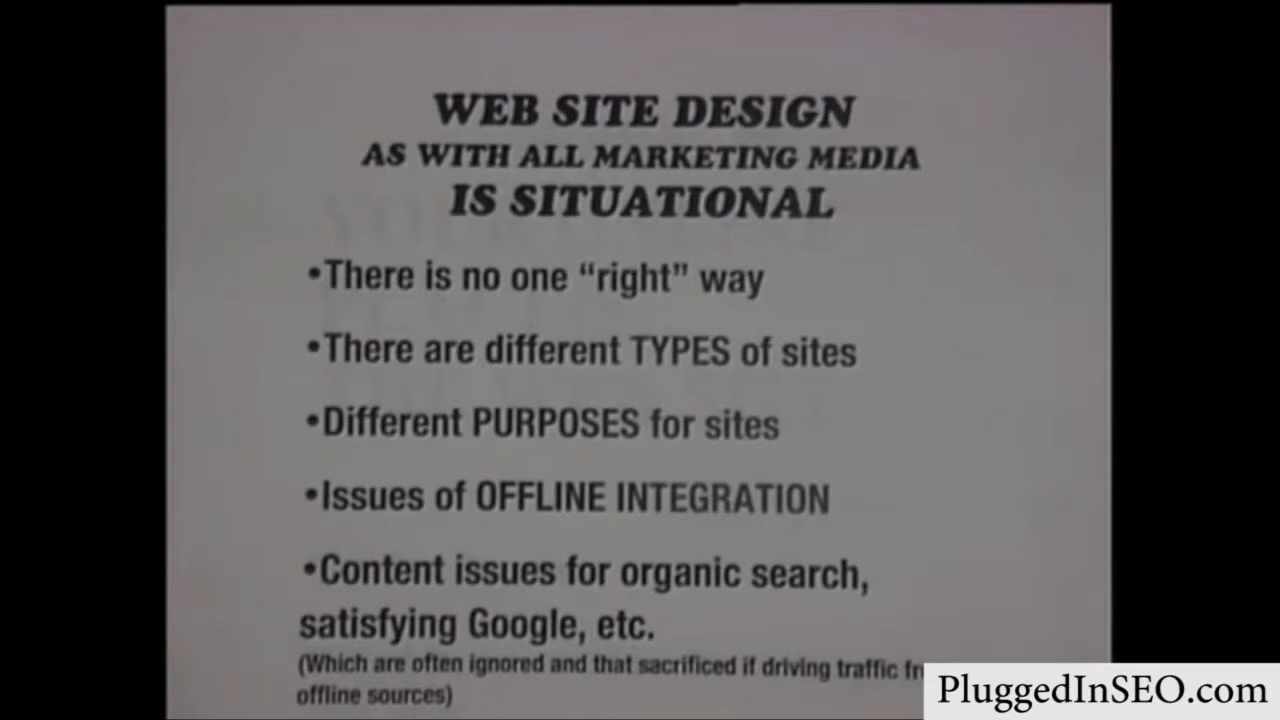 WEB SITE DESIGN
AS WITH ALL MARKETING MEDIA
IS SITUATIONAL
•There is no one “right” way
•There are different TYPES of sites
•Different PURPOSES for sites
•Issues of OFFLINE INTEGRATION
•Content issues for organic search,
satisfying Google, etc.
(Which are often ignored and that sacrificed if driving traffic
offline sources)
PluggedInSEO.com